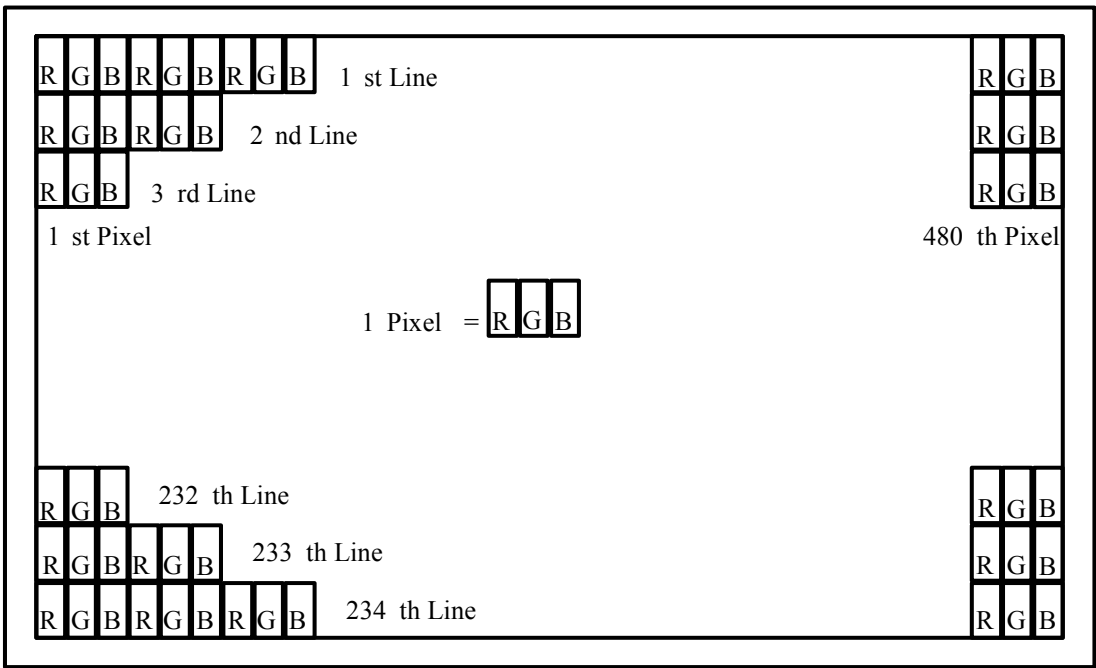 R G B R G B R G B 1 st Line R G B
R G B R G B 2 nd Line R G B
R G B 3 rd Line R G B
1 st Pixel 480 th Pixel
1 Pixel = R G B
R G B 232 th Line R G B
R G B R G B 233 th Line R G B
R G B R G B R G B 234 th Line R G B